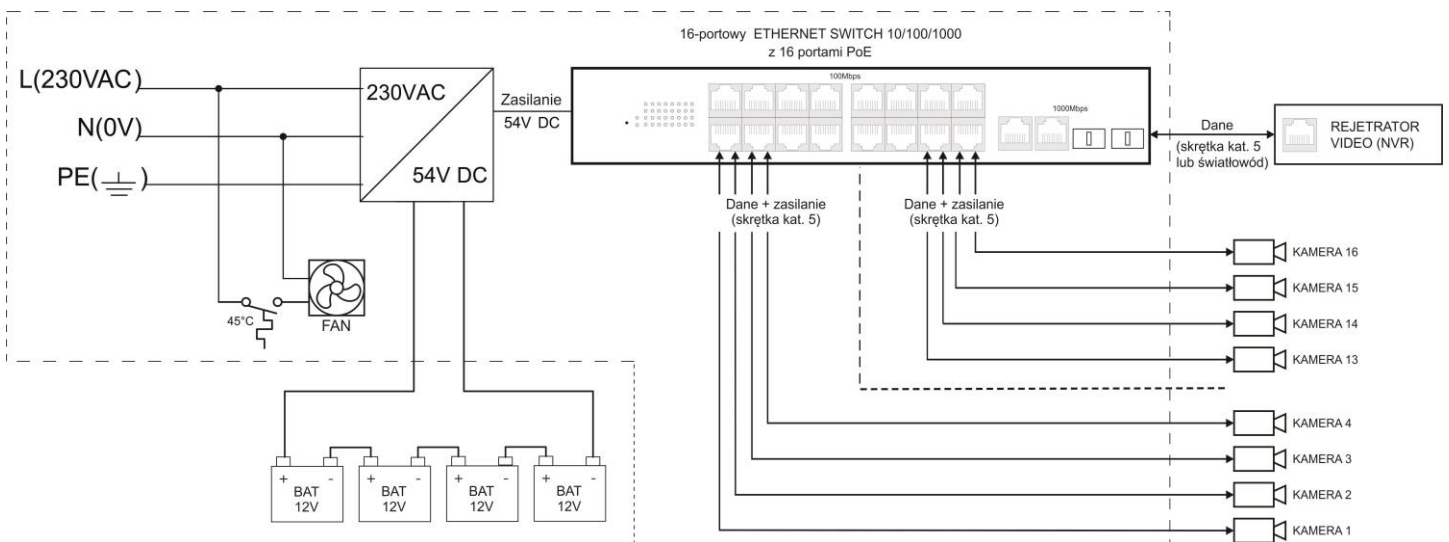 16-portowy ETHERNET SWITCH 10/100/1000
z 16 portami PoE
L(230VAC)
N(0V)
PE( )
230VAC
54V DC
Zasilanie
54V DC
100Mbps
1000Mbps
Dane
(skrętka kat. 5
lub światłowód)
REJETRATOR
VIDEO (NVR)
Dane + zasilanie
(skrętka kat. 5)
Dane + zasilanie
(skrętka kat. 5)
45°C
FAN
KAMERA 16
KAMERA 15
KAMERA 14
KAMERA 13
KAMERA 4
KAMERA 3
KAMERA 2
KAMERA 1
+ -
BAT
12V
+ -
BAT
12V
+ -
BAT
12V
+ -
BAT
12V